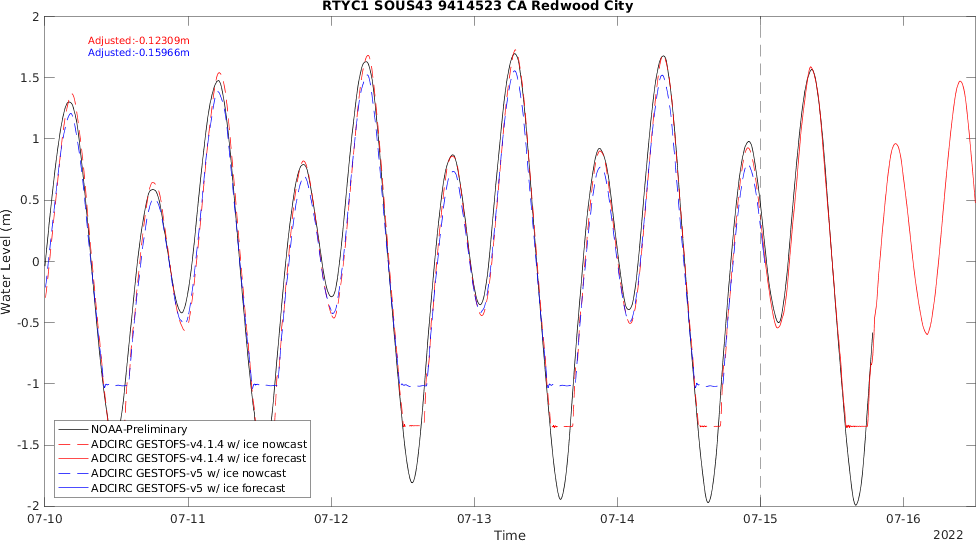 RTYC1 SOUS43 9414523 CA Redwood City
Adjusted:-0.12309m
Adjusted:-0.15966m
2
1.5
1
0.5
0
-0.5
-1
-1.5
-2
Water Level (m)
NOAA-Preliminary
ADCIRC GESTOFS-v4.1.4 w/ ice nowcast
ADCIRC GESTOFS-v4.1.4 w/ ice forecast
ADCIRC GESTOFS-v5 w/ ice nowcast
ADCIRC GESTOFS-v5 w/ ice forecast
07-10 07-11 07-12 07-13 07-14 07-15 07-16
Time
2022